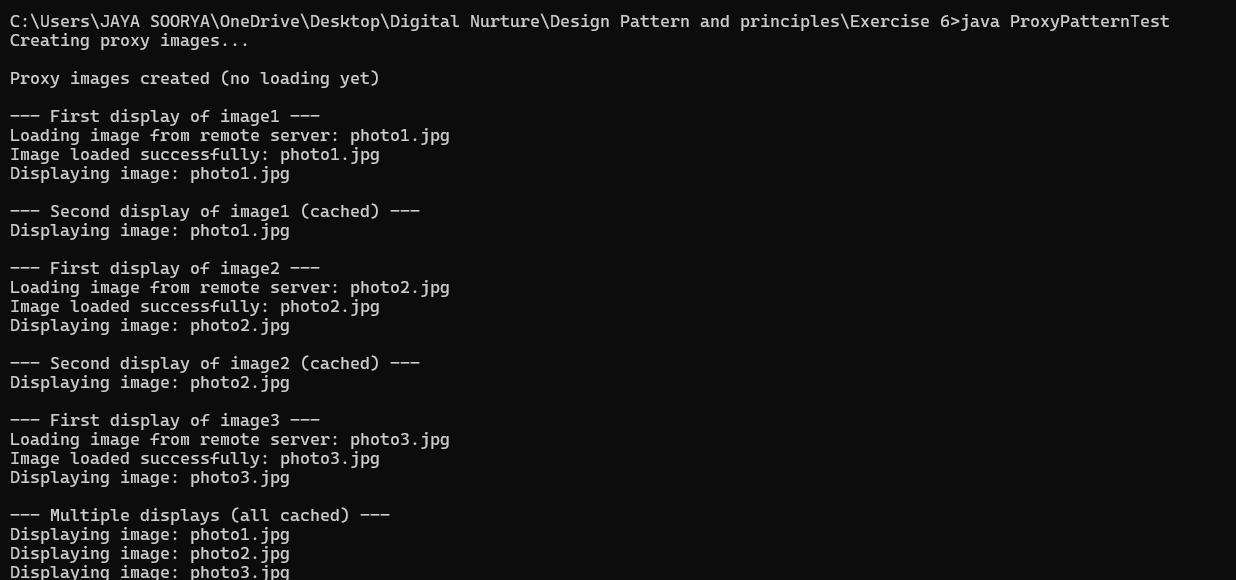 C:\Users\JAYA SOORYA\OneDrive\Desktop\Digital Nurture\Design Pattern and principles\Exercise 6>java ProxyPatternTest
Creating proxy images...
Proxy images created (no loading yet)
--- First display of image1 ---
Loading image from remote server: photo1.jpg
Image loaded successfully: photo1.jpg
Displaying image: photo1.jpg
--- Second display of image1 (cached) ---
Displaying image: photo1.jpg
--- First display of image2 ---
Loading image from remote server: photo2.jpg
Image loaded successfully: photo2.jpg
Displaying image: photo2.jpg
--- Second display of image2 (cached) ---
Displaying image: photo2.jpg
--- First display of image3 ---
Loading image from remote server: photo3.jpg
Image loaded successfully: photo3.jpg
Displaying image: photo3.jpg
--- Multiple displays (all cached) ---
Displaying image: photo1.jpg
Displaying image: photo2.jpg
Displaying image: photo3.jpg